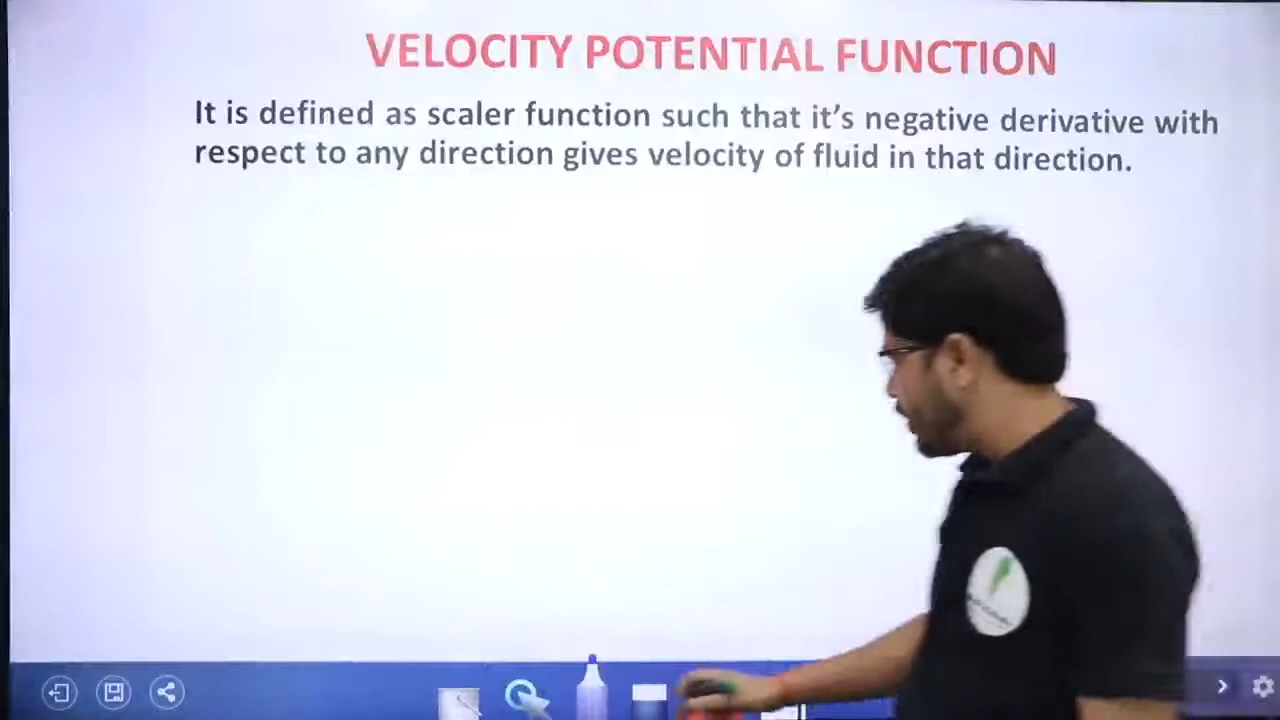 VELOCITY POTENTIAL FUNCTION
It is defined as scaler function such that it's negative derivative with
respect to any direction gives velocity of fluid in that direction.